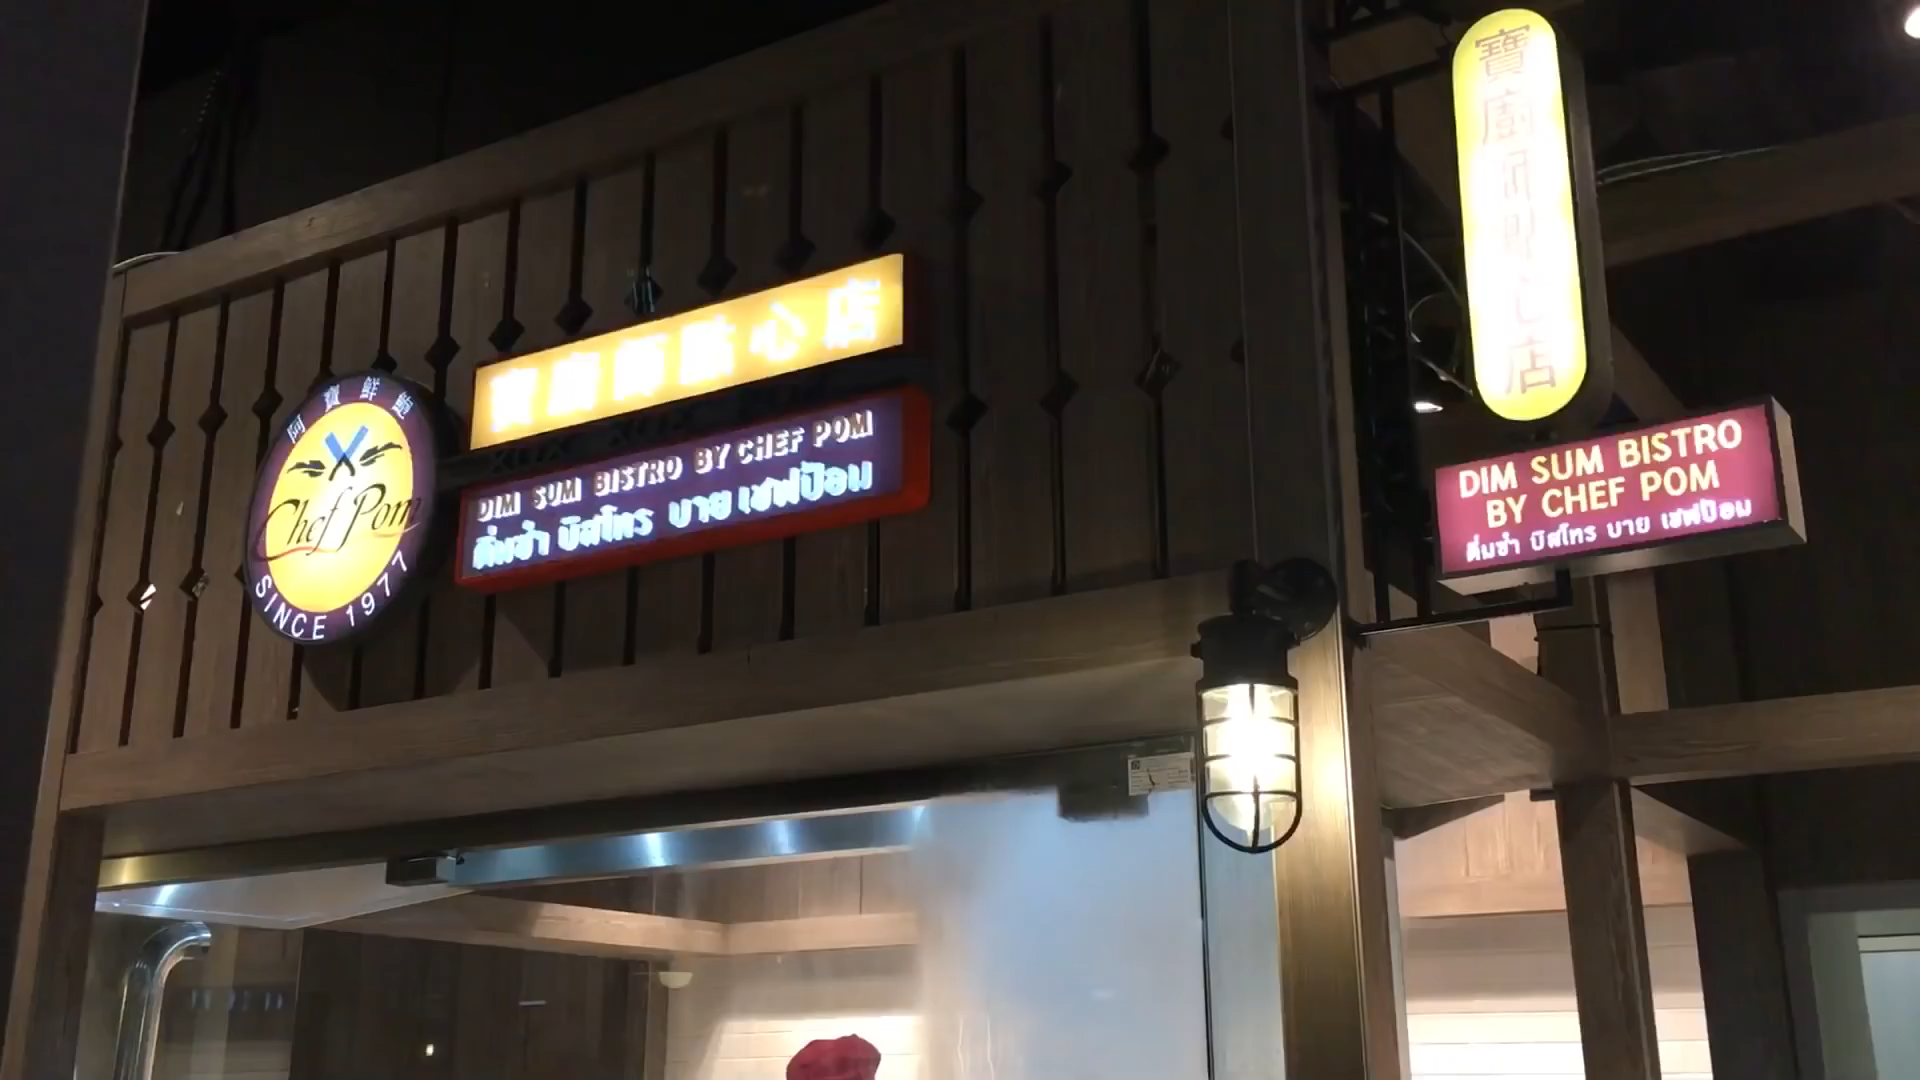 阿寶鮮鮑
Chef Pom
SINCE 1977
寶廚師點心店
DIM SUM BISTRO BY CHEF POM
ติ่มซำ บิสโทร บาย เชฟป้อม
寶廚師點心店
DIM SUM BISTRO
BY CHEF POM
ติ่มซำ บิสโทร บาย เชฟป้อม